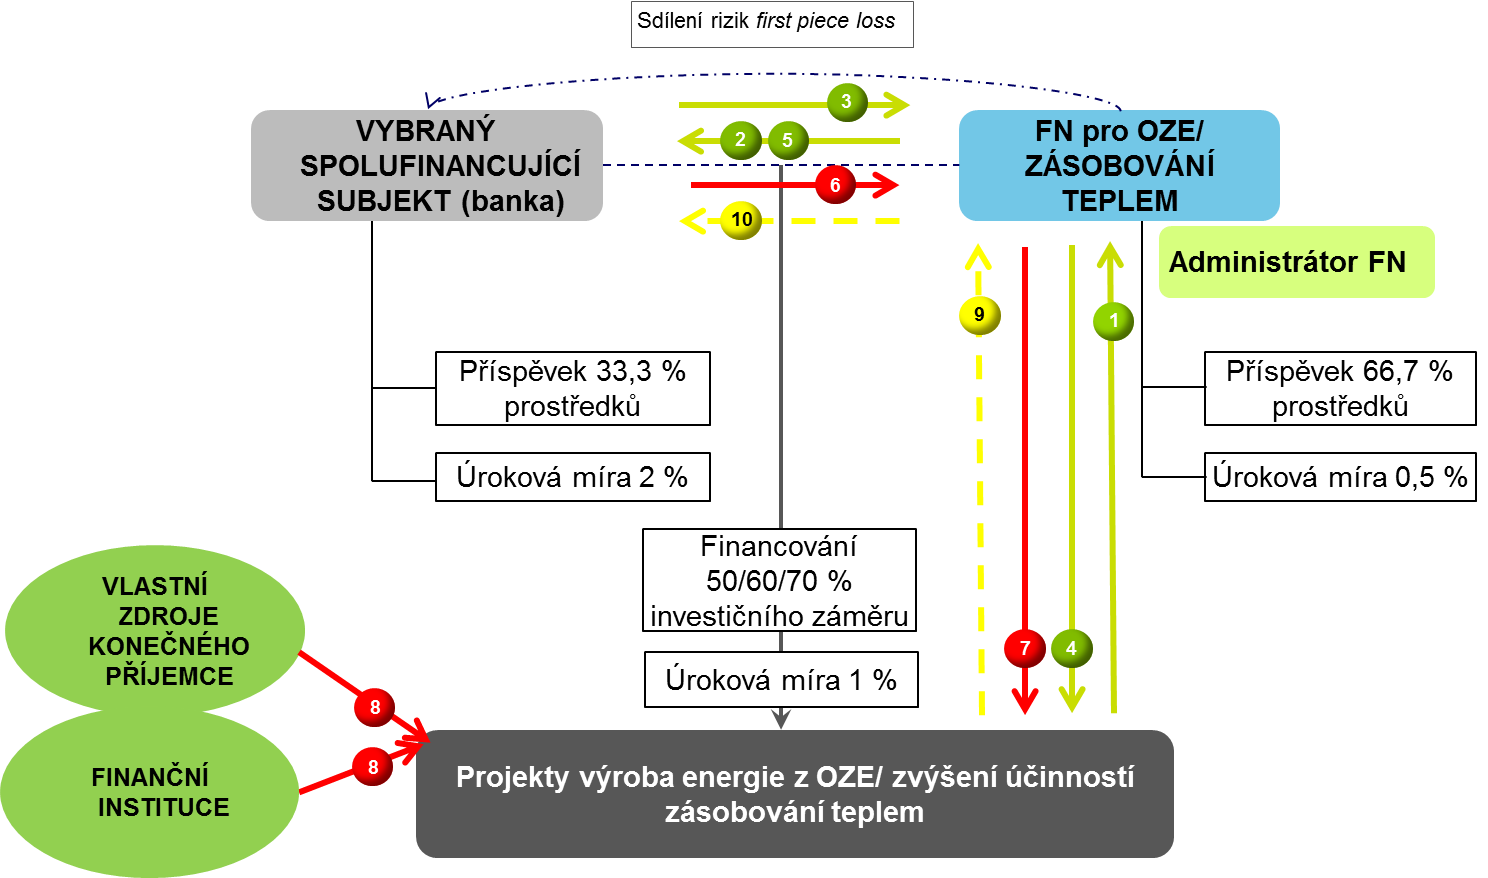 Sdílení rizik first piece loss
VYBRANÝ
SPOLUFINANCUJÍCÍ
SUBJEKT (banka)
3
2
5
6
10
FN pro OZE/
ZÁSOBOVÁNÍ
TEPLEM
Administrátor FN
9
1
Příspěvek 33,3 %
prostředků
Úroková míra 2 %
Příspěvek 66,7 %
prostředků
Úroková míra 0,5 %
Financování
50/60/70 %
investičního záměru
Úroková míra 1 %
7
4
VLASTNÍ
ZDROJE
KONEČNÉHO
PŘÍJEMCE
8
8
FINANČNÍ
INSTITUCE
Projekty výroba energie z OZE/ zvýšení účinností
zásobování teplem